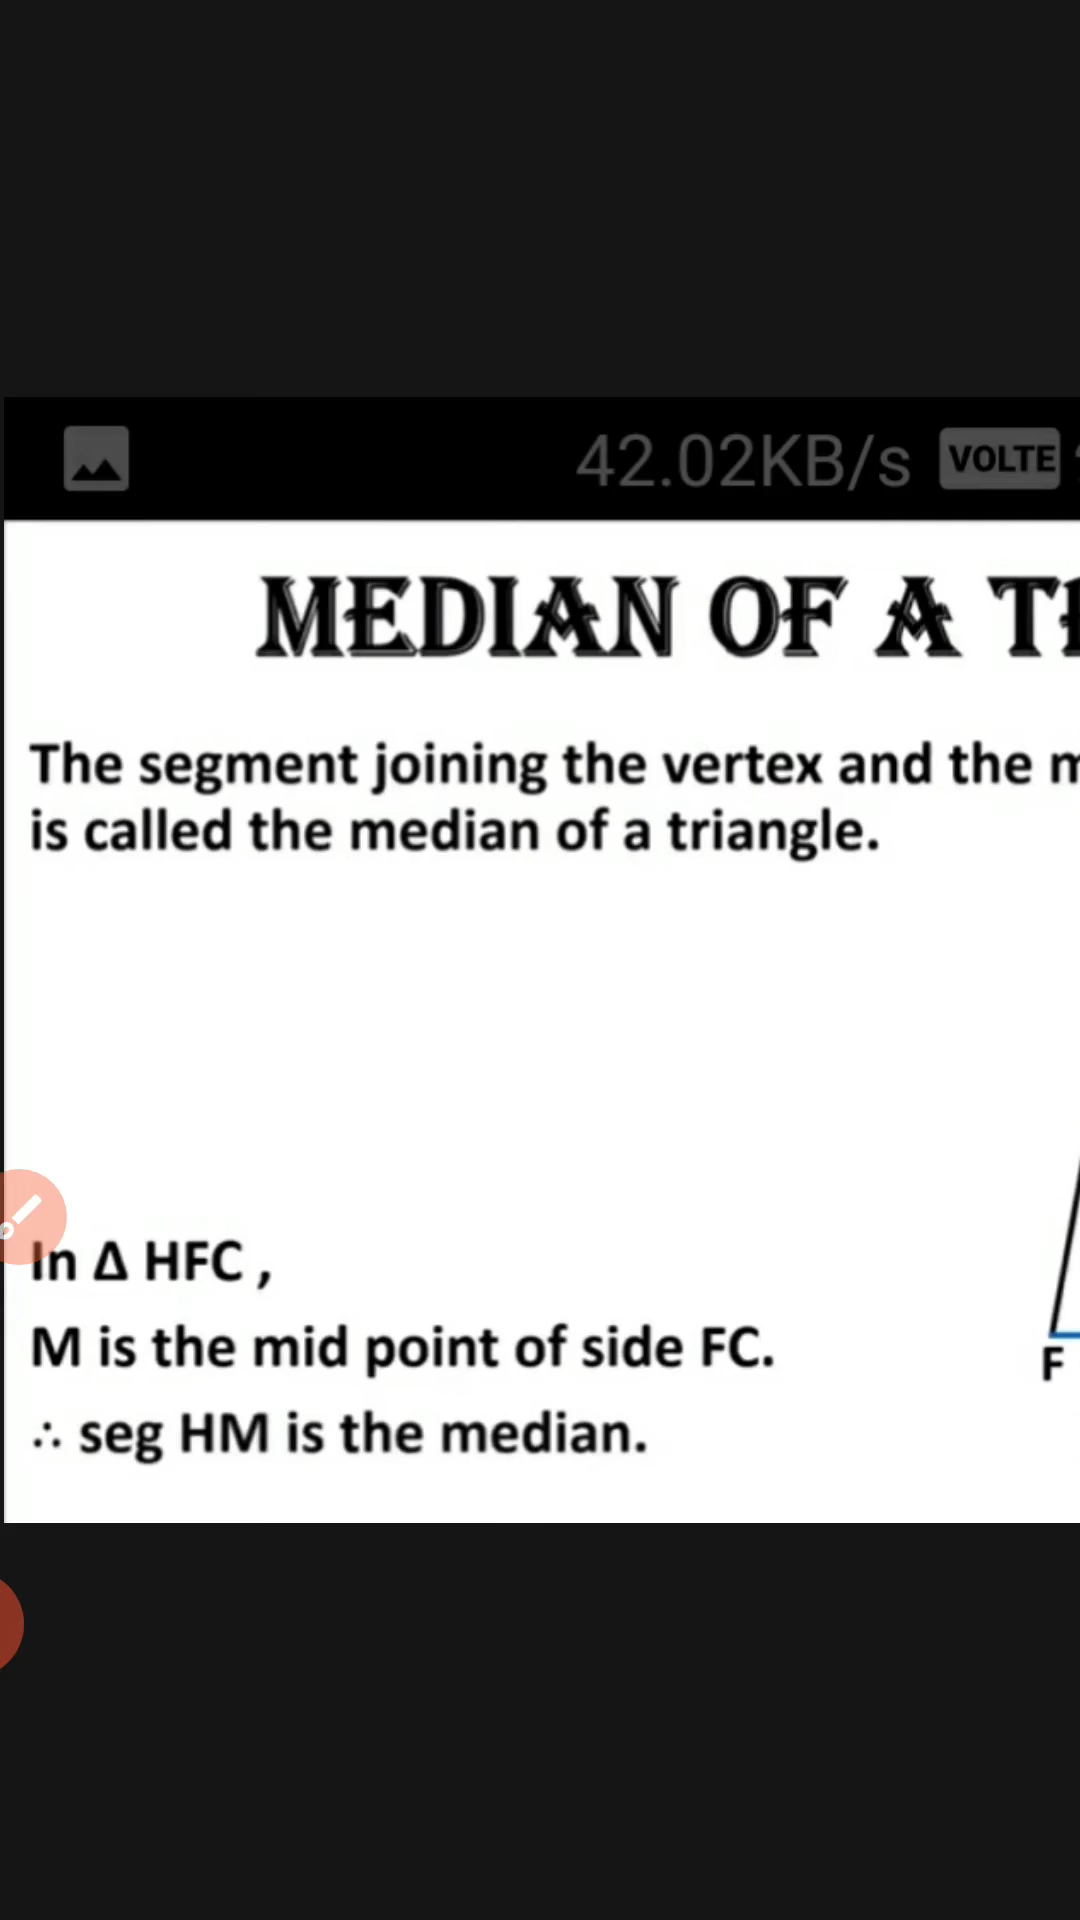 42.02KB/s VOLTE
MEDIAN OF A
The segment joining the vertex and the
is called the median of a triangle.
In Δ HFC ,
M is the mid point of side FC.
F
∴ seg HM is the median.